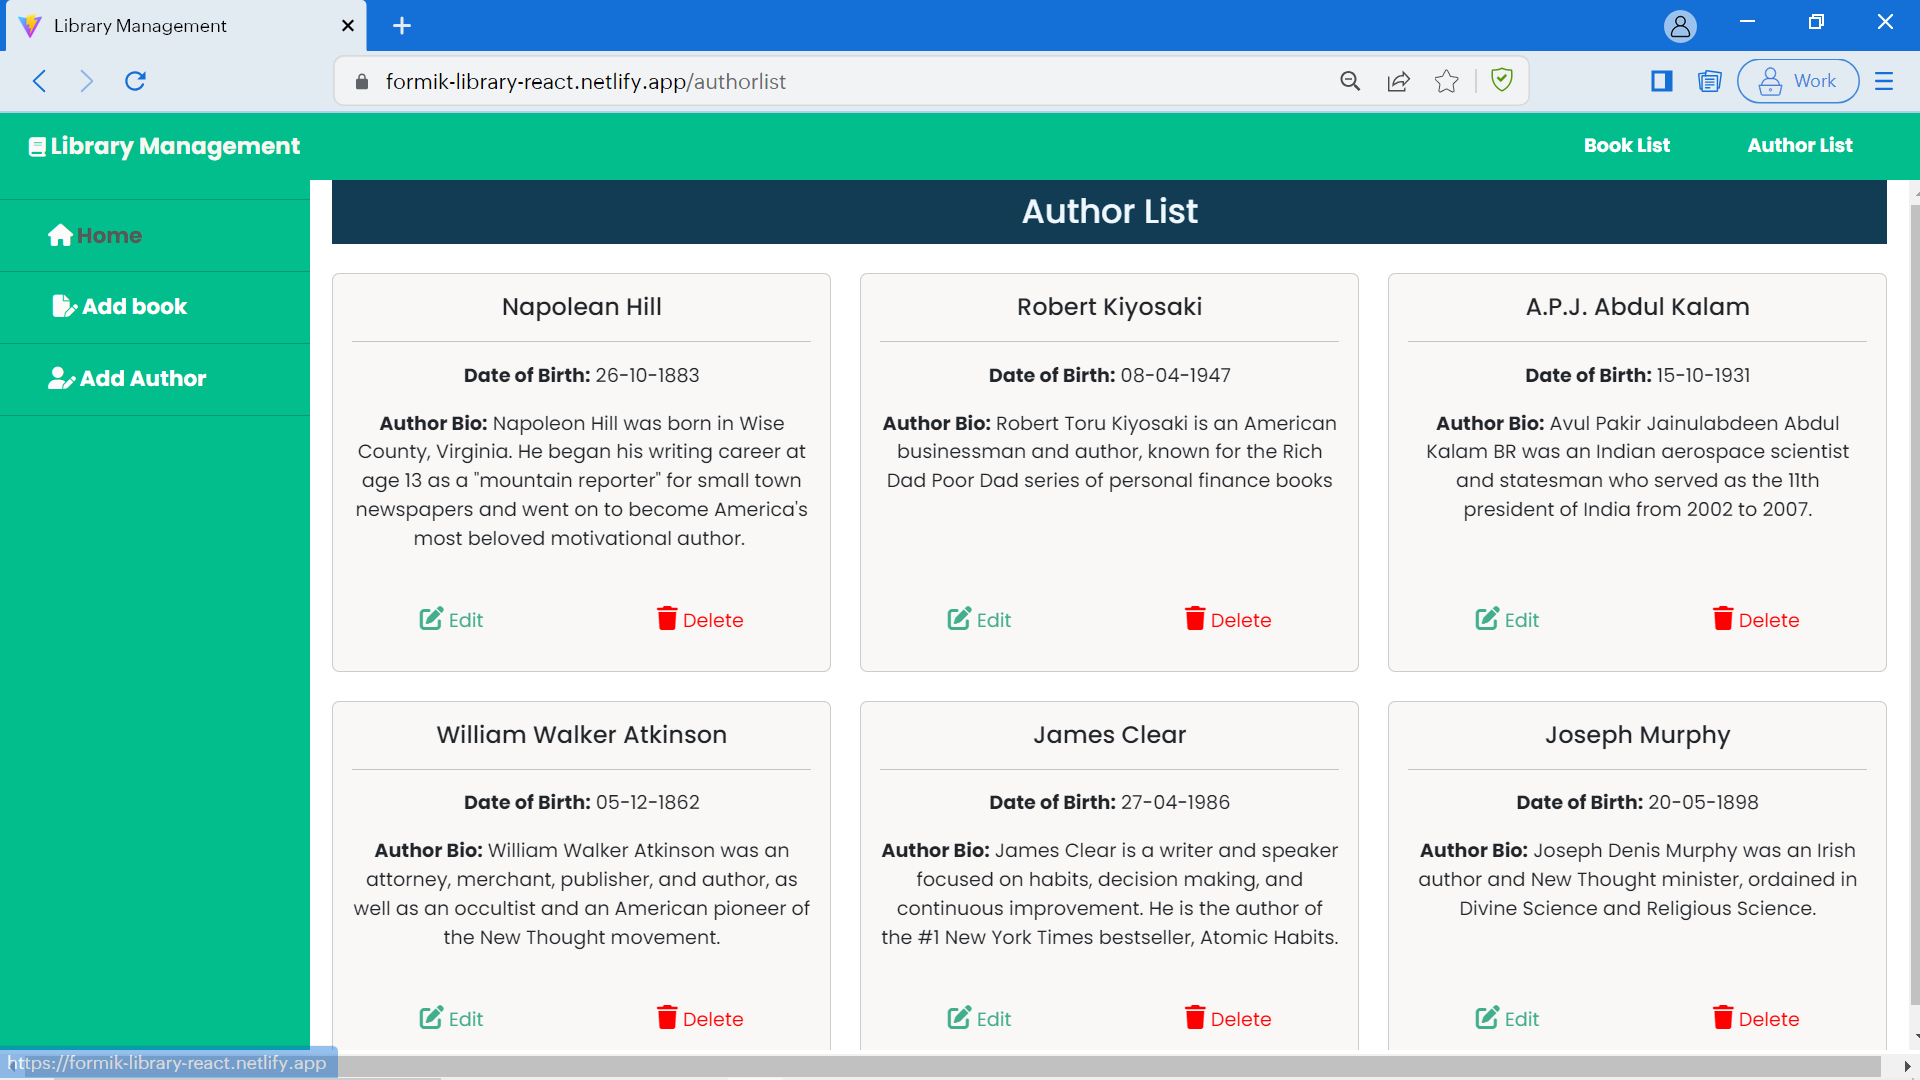 Library Management
formik-library-react.netlify.app/authorlist
Work
Library Management
Book List
Author List
Home
Add book
Add Author
Author List
Napolean Hill
Date of Birth: 26-10-1883
Author Bio: Napoleon Hill was born in Wise
County, Virginia. He began his writing career at
age 13 as a "mountain reporter" for small town
newspapers and went on to become America's
most beloved motivational author.
Edit
Delete
Robert Kiyosaki
Date of Birth: 08-04-1947
Author Bio: Robert Toru Kiyosaki is an American
businessman and author, known for the Rich
Dad Poor Dad series of personal finance books
Edit
Delete
A.P.J. Abdul Kalam
Date of Birth: 15-10-1931
Author Bio: Avul Pakir Jainulabdeen Abdul
Kalam BR was an Indian aerospace scientist
and statesman who served as the 11th
president of India from 2002 to 2007.
Edit
Delete
William Walker Atkinson
Date of Birth: 05-12-1862
Author Bio: William Walker Atkinson was an
attorney, merchant, publisher, and author, as
well as an occultist and an American pioneer of
the New Thought movement.
Edit
Delete
James Clear
Date of Birth: 27-04-1986
Author Bio: James Clear is a writer and speaker
focused on habits, decision making, and
continuous improvement. He is the author of
the #1 New York Times bestseller, Atomic Habits.
Edit
Delete
Joseph Murphy
Date of Birth: 20-05-1898
Author Bio: Joseph Denis Murphy was an Irish
author and New Thought minister, ordained in
Divine Science and Religious Science.
Edit
Delete
https://formik-library-react.netlify.app